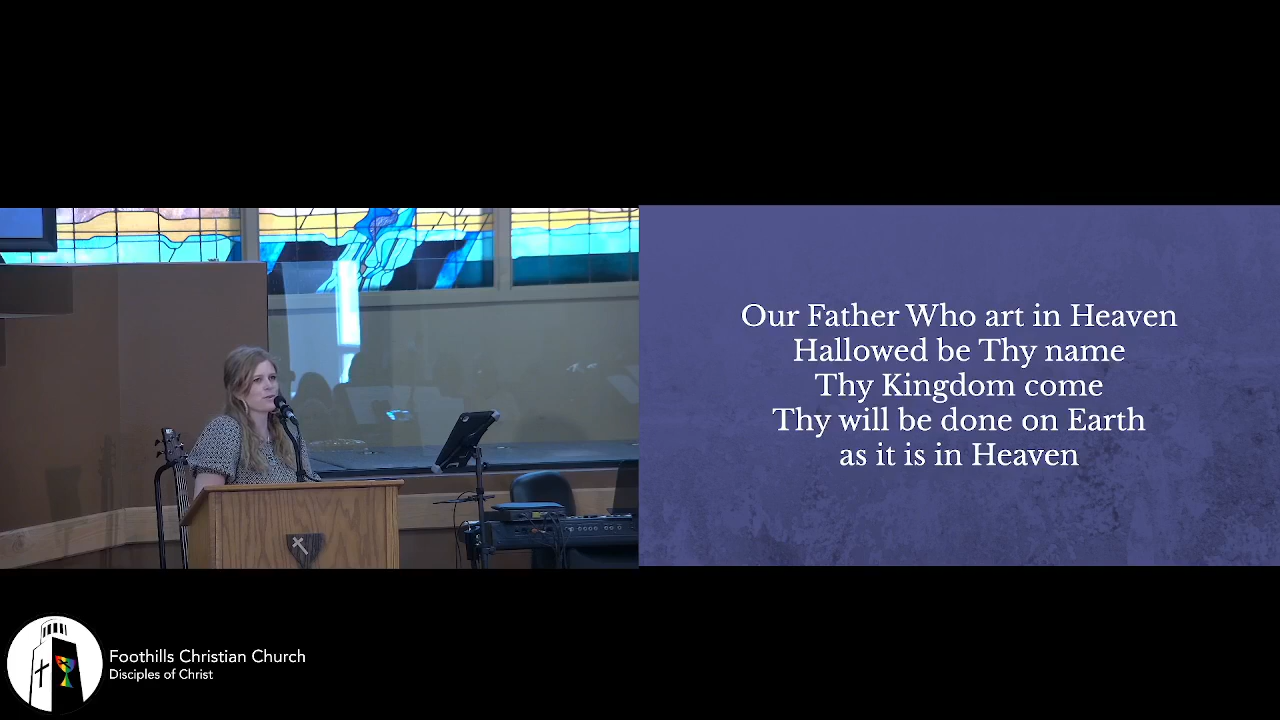 Our Father Who art in Heaven
Hallowed be Thy name
Thy Kingdom come
Thy will be done on Earth
as it is in Heaven
Foothills Christian Church
Disciples of Christ